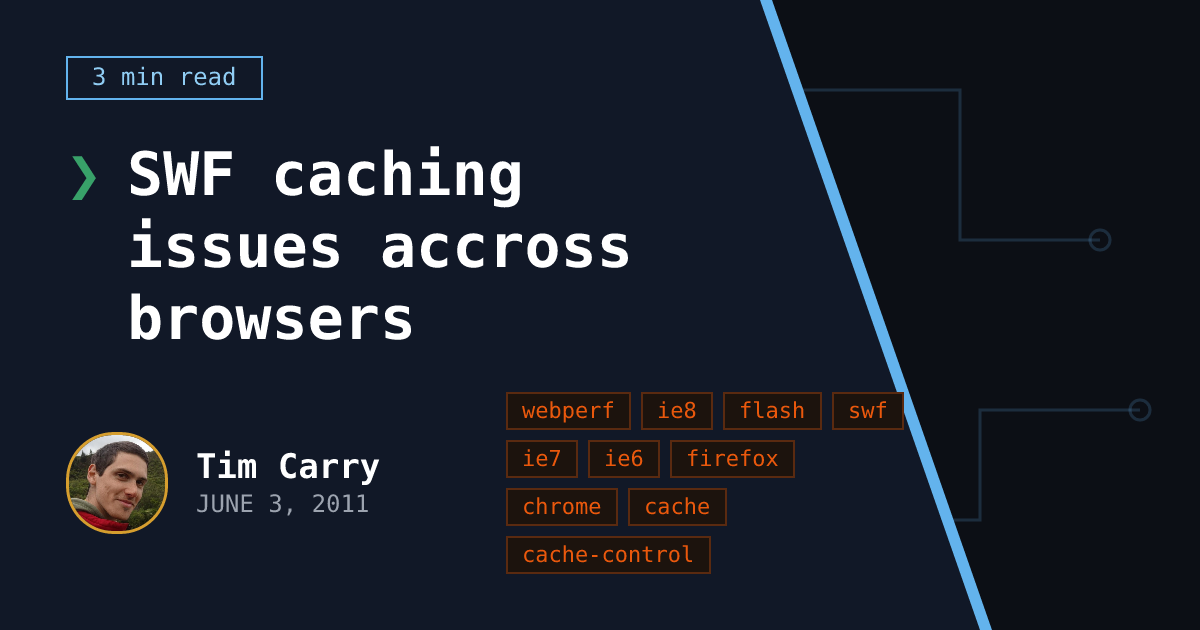 3 min read
❯ SWF caching
issues accross
browsers
Tim Carry
JUNE 3, 2011
webperf ie8 flash swf
ie7 ie6 firefox
chrome cache
cache-control